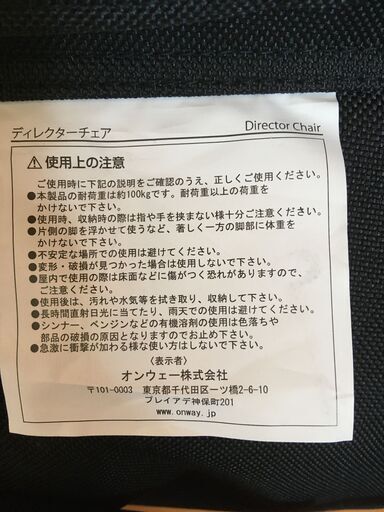 ディレクターチェア Director Chair
⚠使用上の注意
ご使用時に下記の説明をご確認のうえ、正しくご使用ください。
●本製品の耐荷重は約100kgです。耐荷重以上の荷重を
かけないで下さい。
●使用時、収納時の際は指や手を挟まない様十分ご注意ください。
●片側の脚を浮かせて使うなど、著しく一方の脚部に体重を
かけないで下さい。
●不安定な場所での使用は避けてください。
●変形・破損が見つかった場合は使用しないで下さい。
●屋内で使用の際は床面などに傷がつく恐れがありますので、
ご注意ください。
●使用後は、汚れや水気等を拭き取り、収納して下さい。
●長時間直射日光に当てたり、雨天での使用は避けてください。
●シンナー、ベンジンなどの有機溶剤の使用は色落ちや
部品の破損の原因となりますのでお止め下さい。
●急激に衝撃が加わる様な使い方はしないで下さい。
〈表示者〉
オンウェー株式会社
〒101-0003 東京都千代田区一ツ橋2-6-10
プレイアデ神保町201
www.onway.jp